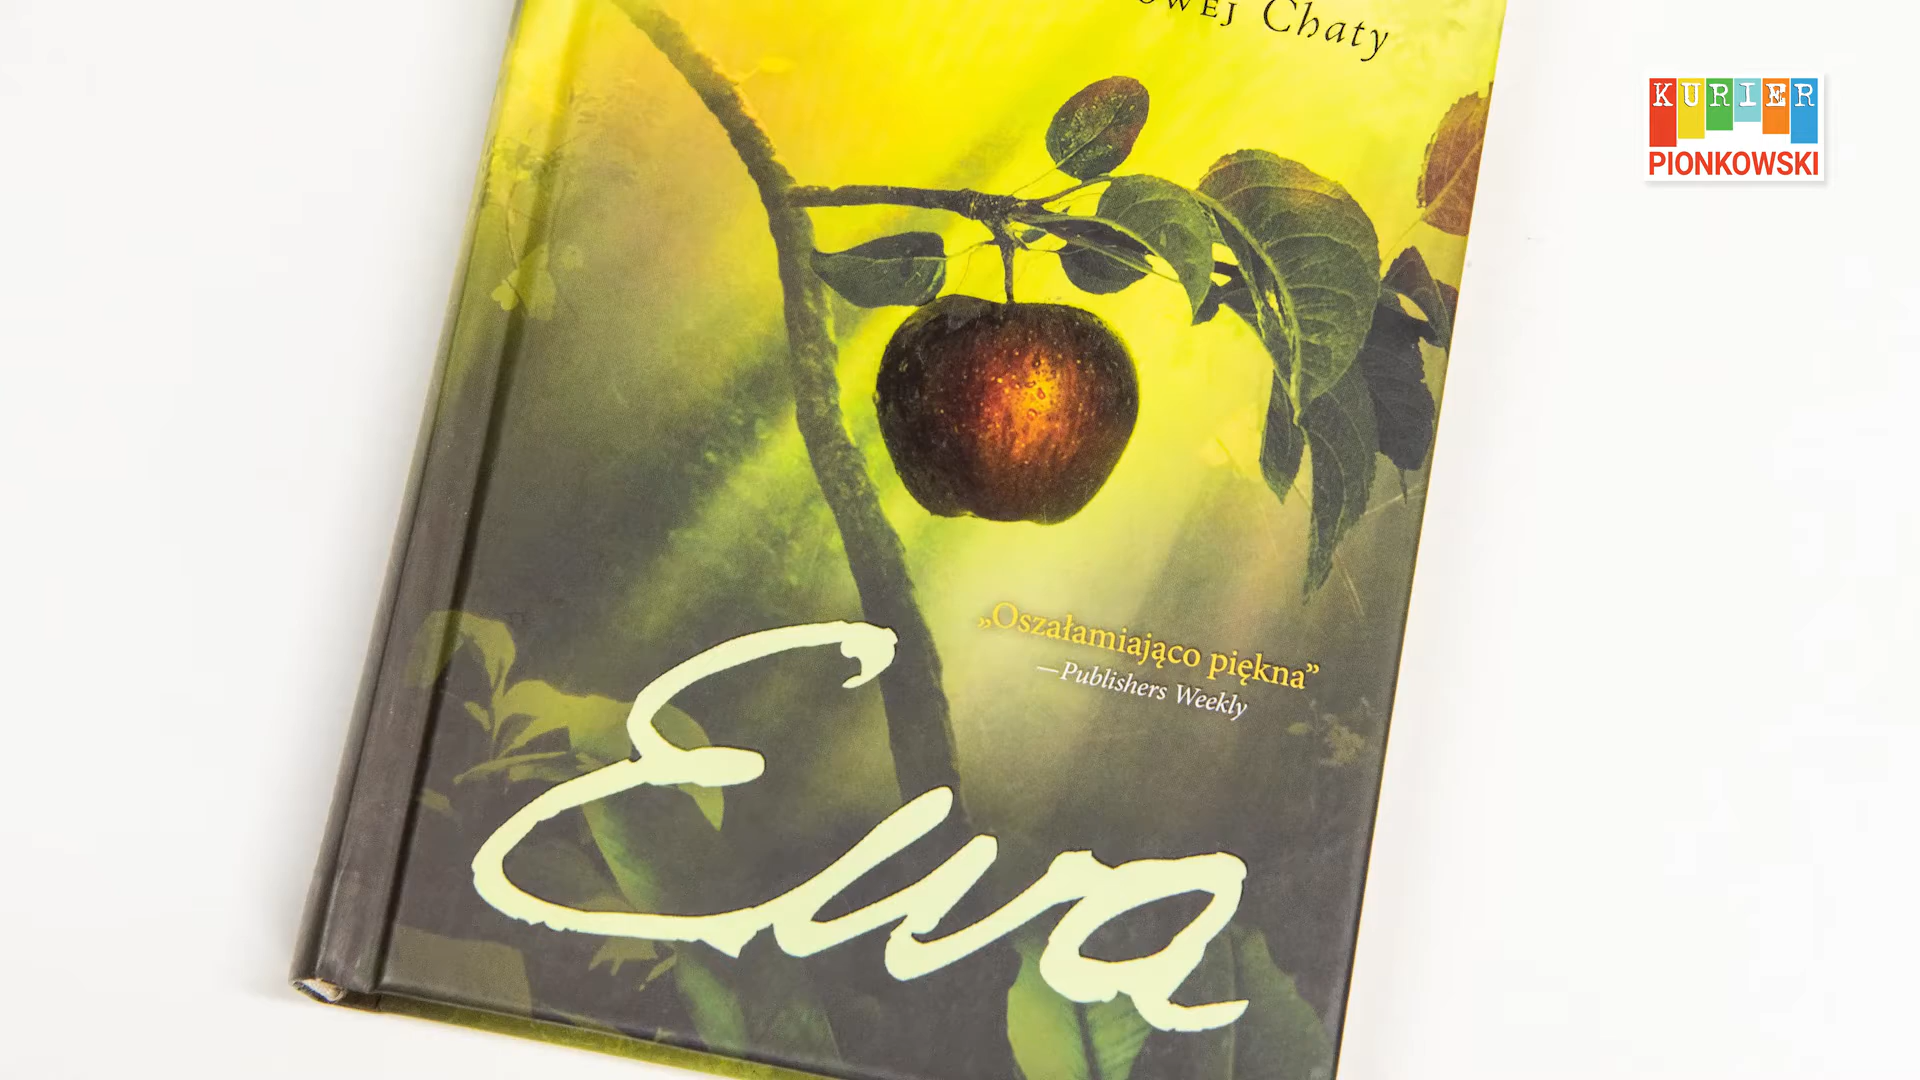 Chaty
KURIER
PIONKOWSKI
„Oszałamiająco piękna”
—Publishers Weekly
Ewa